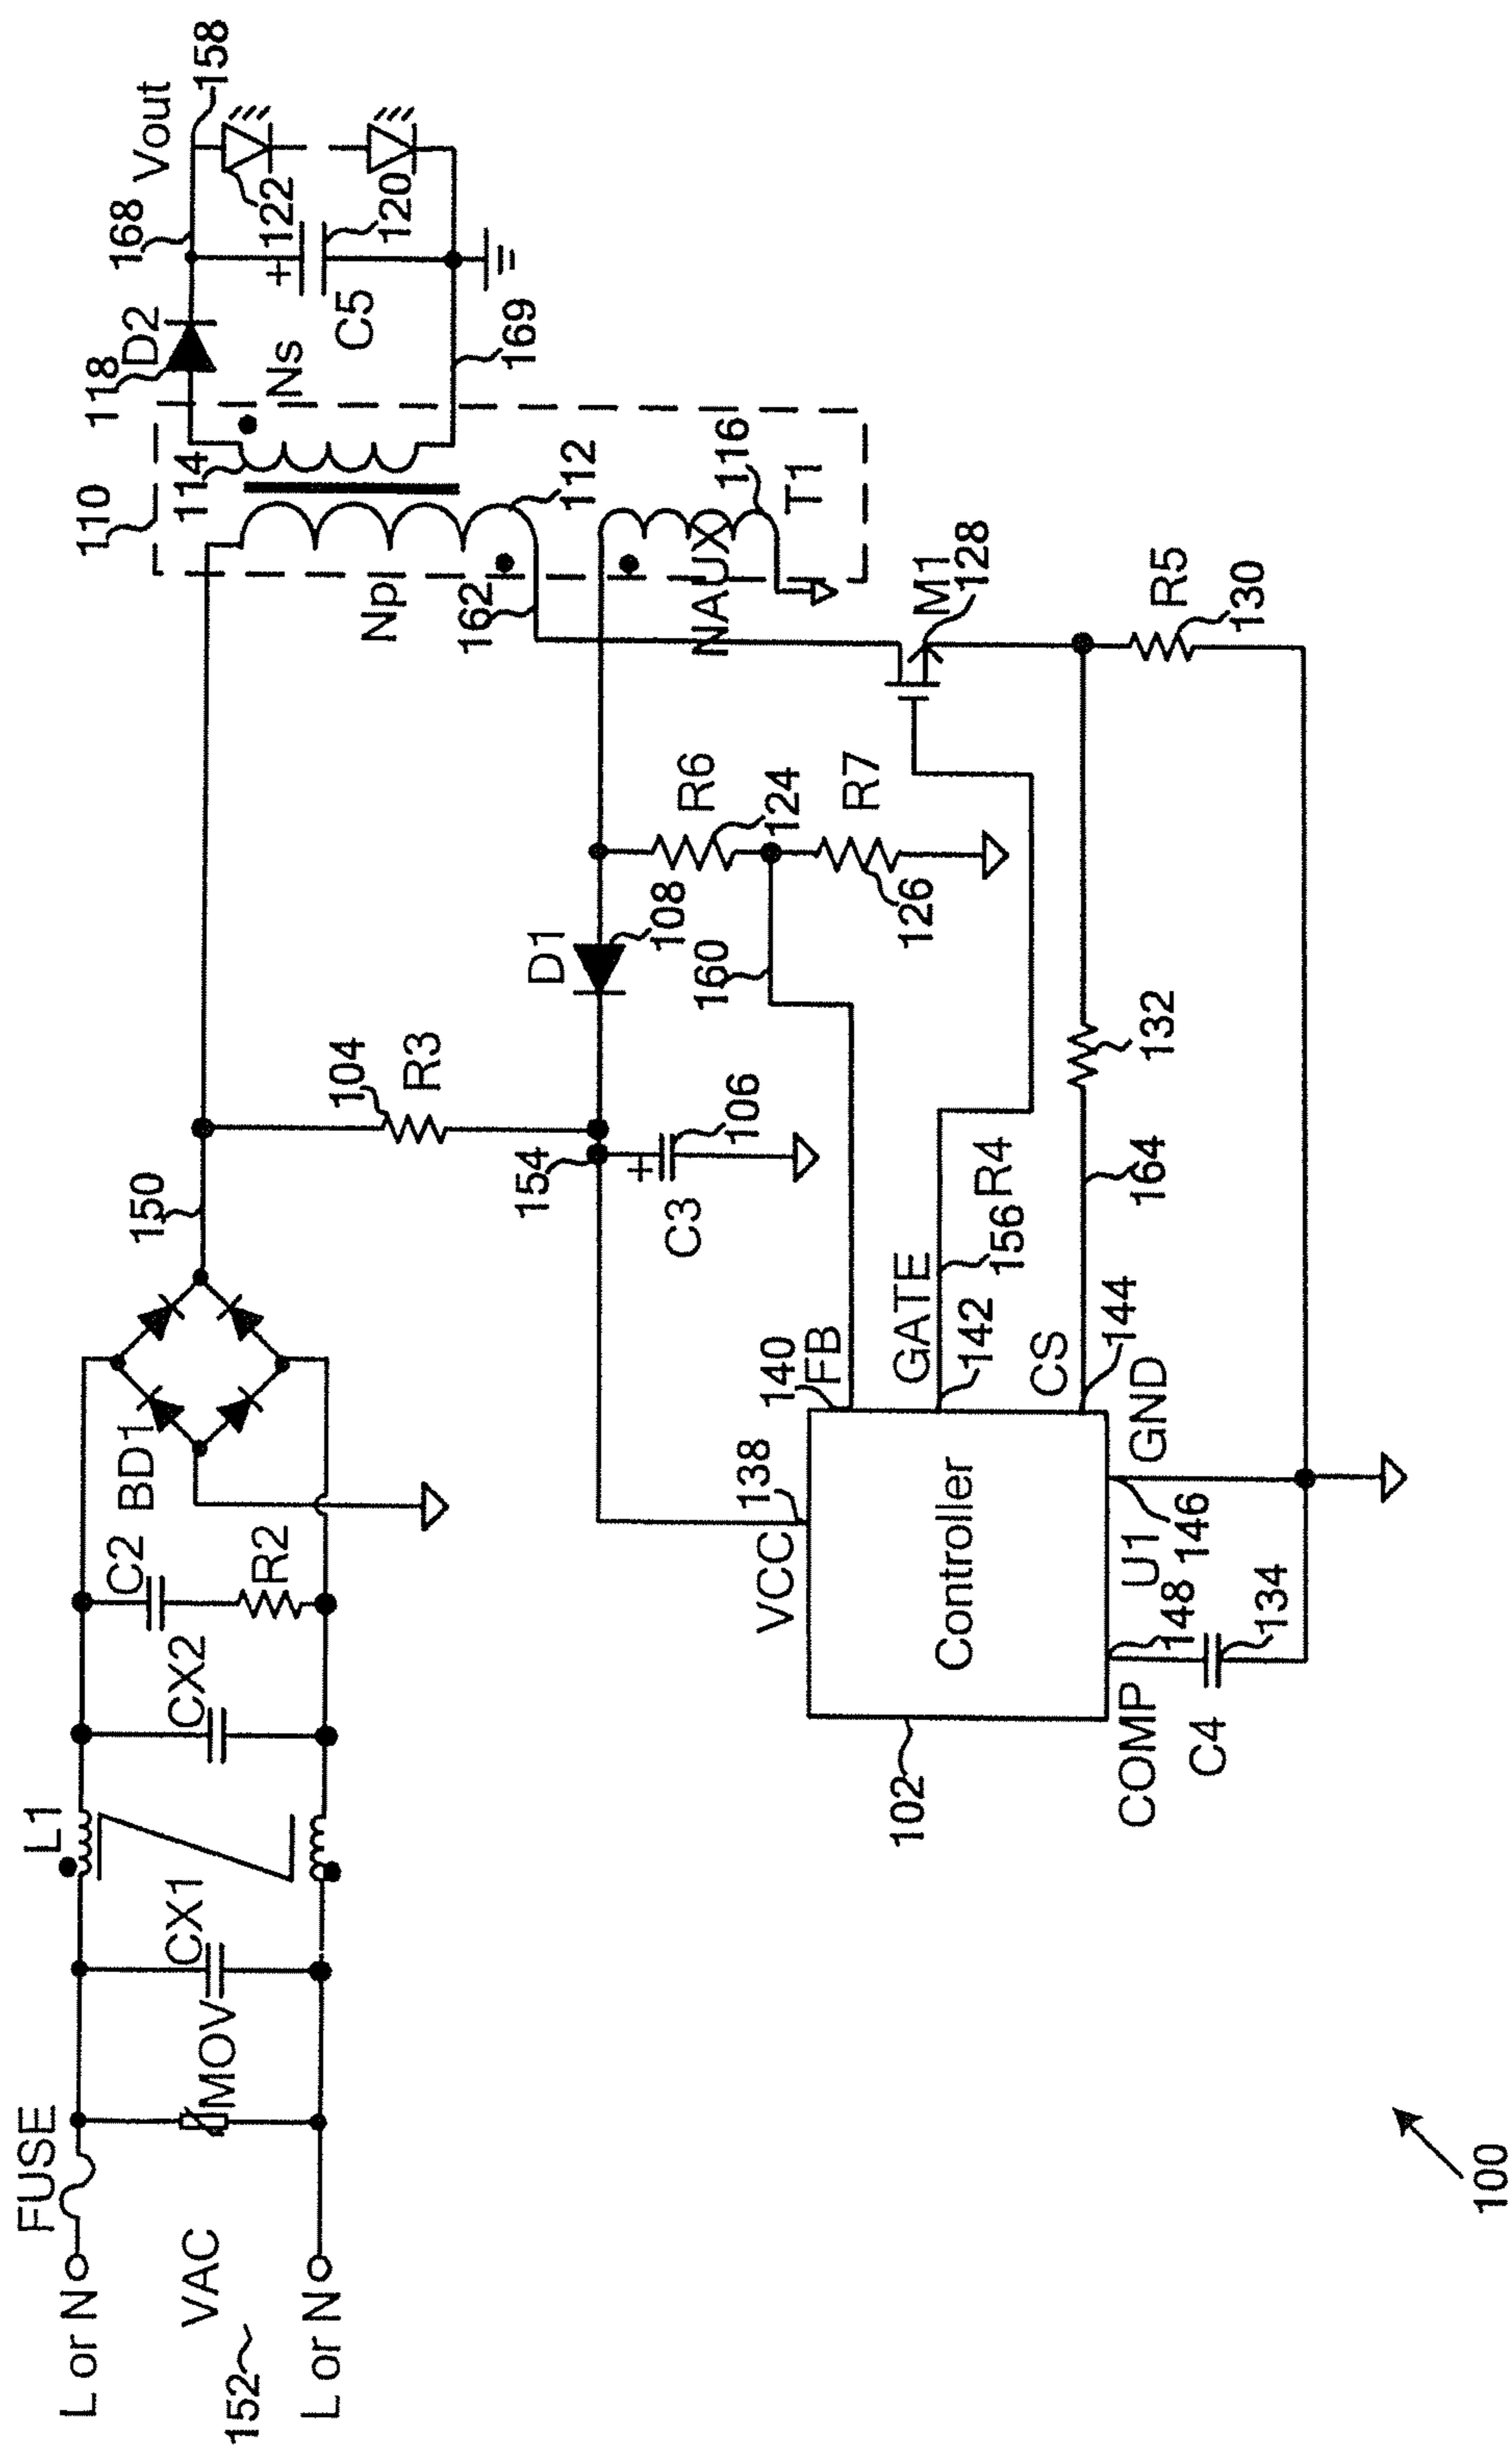 FUSE
L or N
VAC
152
L or N
MOV
CX1
L1
CX2
C2
R2
BD1
150
104
R3
154
106
C3
D1
108
R6
124
R7
126
160
110
114
112
Np
162
NAUX
116
T1
118
D2
Ns
168
Vout
158
122
120
C5
169
M1
128
R5
130
132
164
R4
156
GATE
142
140
FB
CS
144
GND
138
VCC
Controller
U1
146
148
134
COMP
C4
102
100